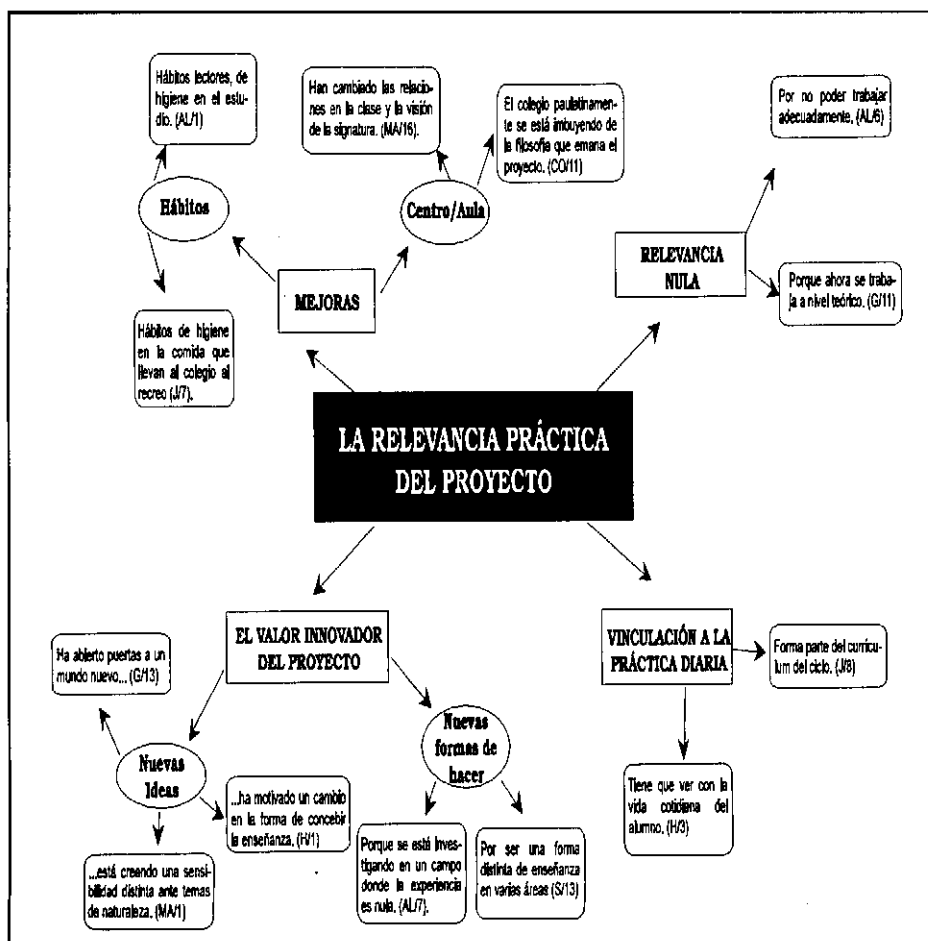 Hábitos lectores, de
higiene en el estu-
dio. (AL/1)
Han cambiado las relacio-
nes en la clase y la visión
de la signatura. (MA/16).
El colegio paulatinamen-
te se está imbuyendo de
la filosofía que emana el
proyecto. (CO/11)
Por no poder trabajar
adecuadamente, (AL/6)
Hábitos
Centro/Aula
MEJORAS
RELEVANCIA
NULA
Porque ahora se traba-
ja a nivel teórico. (G/11)
Hábitos de higiene
en la comida que
llevan al colegio al
recreo (J/7).
LA RELEVANCIA PRÁCTICA
DEL PROYECTO
EL VALOR INNOVADOR
DEL PROYECTO
VINCULACIÓN A LA
PRÁCTICA DIARIA
Forma parte del curricu-
lum del ciclo. (J/8)
Ha abierto puertas a un
mundo nuevo... (G/13)
Nuevas
Ideas
Nuevas
formas de
hacer
...ha motivado un cambio
en la forma de concebir
la enseñanza, (H/1)
Tiene que ver con la
vida cotidiana del
alumno. (H/3)
...está creando una sensi-
bilidad distinta ante temas
de naturaleza. (MA/1)
Porque se está inves-
tigando en un campo
donde la experiencia
es nula. (AL/7).
Por ser una forma
distinta de enseñanza
en varias áreas (S/13)